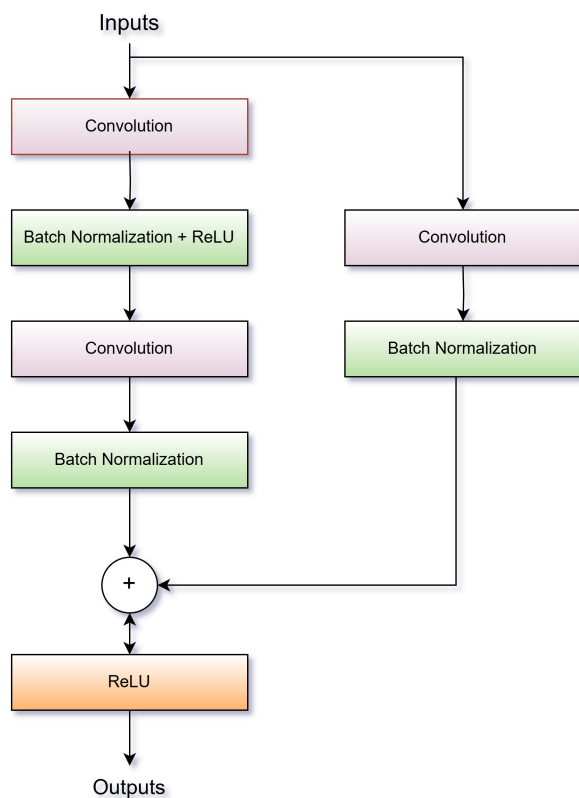 Inputs
Convolution
Batch Normalization + ReLU
Convolution
Convolution
Batch Normalization
Batch Normalization
+
ReLU
Outputs